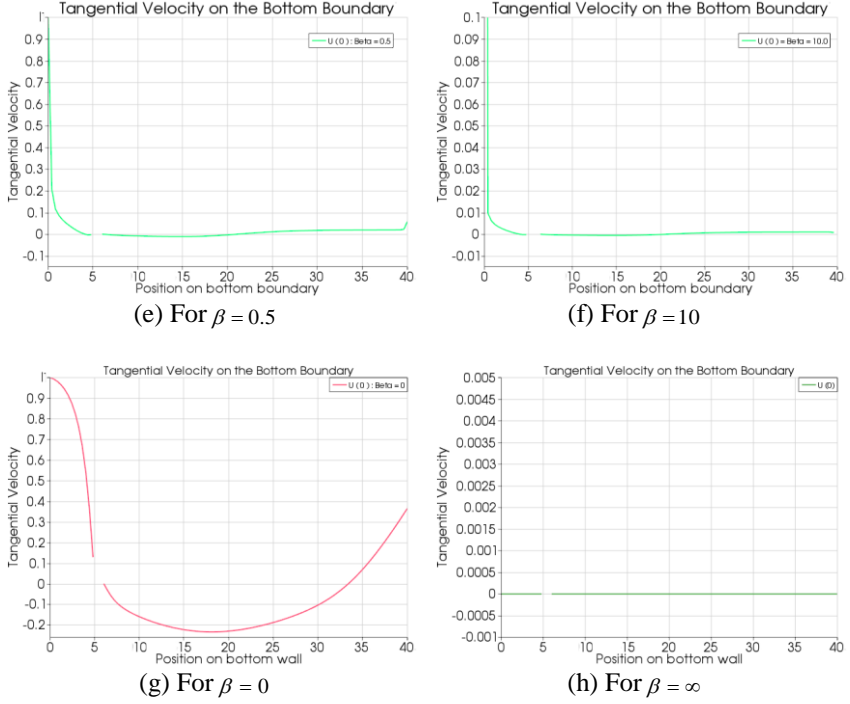 Tangential Velocity on the Bottom Boundary
Tangential Velocity on the Bottom Boundary
1
0.9
0.8
0.7
0.6
0.5
0.4
0.3
0.2
0.1
0
-0.1
Tangential Velocity
U (0) : Beta = 0.5
0 5 10 15 20 25 30 35 40
Position on bottom boundary
(e) For β = 0.5
0.1
0.09
0.08
0.07
0.06
0.05
0.04
0.03
0.02
0.01
0
-0.01
Tangential Velocity
U (0) = Beta = 10.0
0 5 10 15 20 25 30 35 40
Position on bottom boundary
(f) For β = 10
Tangential Velocity on the Bottom Boundary
1
0.9
0.8
0.7
0.6
0.5
0.4
0.3
0.2
0.1
0
-0.1
-0.2
Tangential Velocity
U (0) : Beta = 0
0 5 10 15 20 25 30 35 40
Position on bottom wall
(g) For β = 0
Tangential Velocity on the Bottom Boundary
0.005
0.0045
0.004
0.0035
0.003
0.0025
0.002
0.0015
0.001
0.0005
0
-0.0005
-0.001
Tangential Velocity
U (0)
0 5 10 15 20 25 30 35 40
Position on bottom wall
(h) For β = ∞